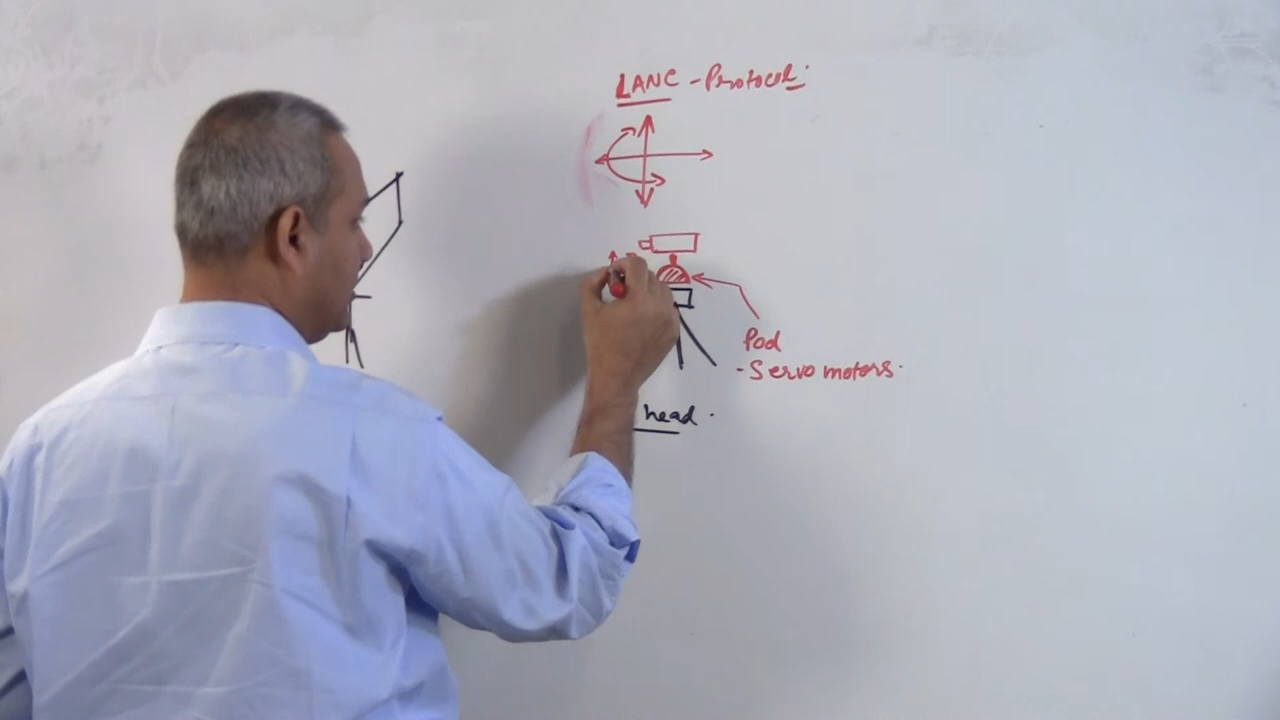 LANC - Protocol.
Pod
- Servo motors.
head.